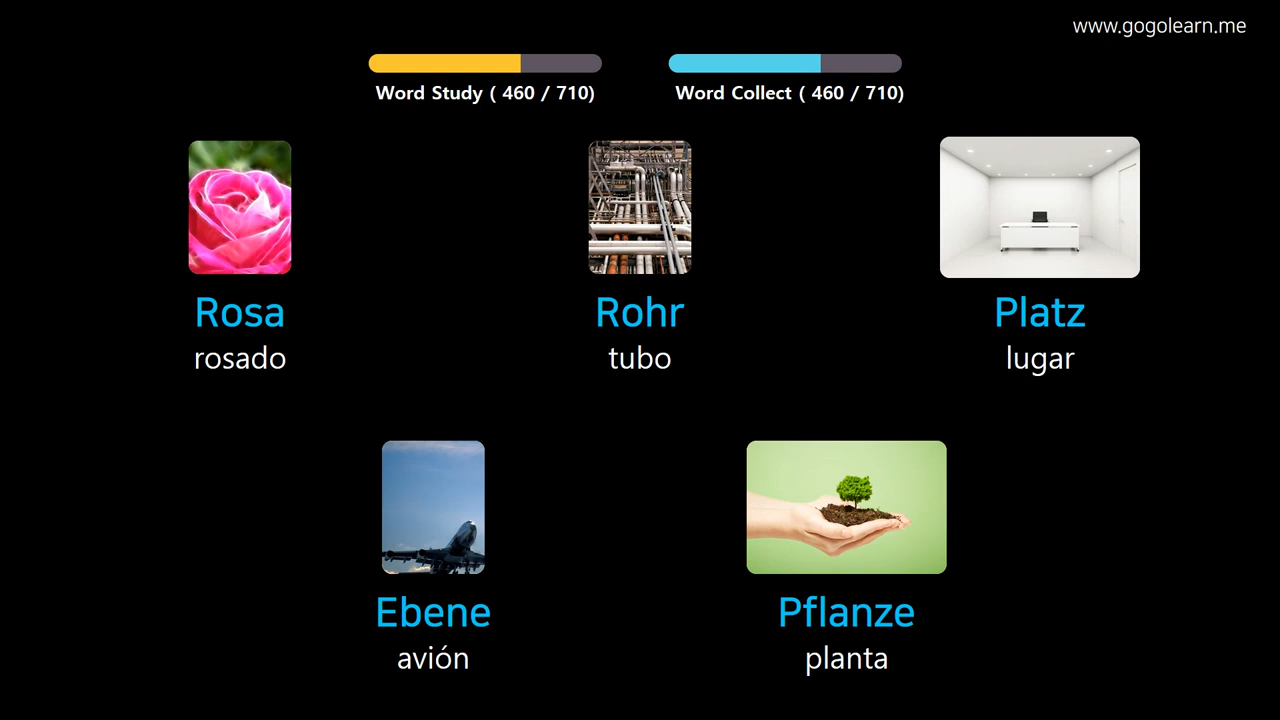 www.gogolearn.me
Word Study ( 460 / 710)
Word Collect ( 460 / 710)
Rosa
rosado
Rohr
tubo
Platz
lugar
Ebene
avión
Pflanze
planta